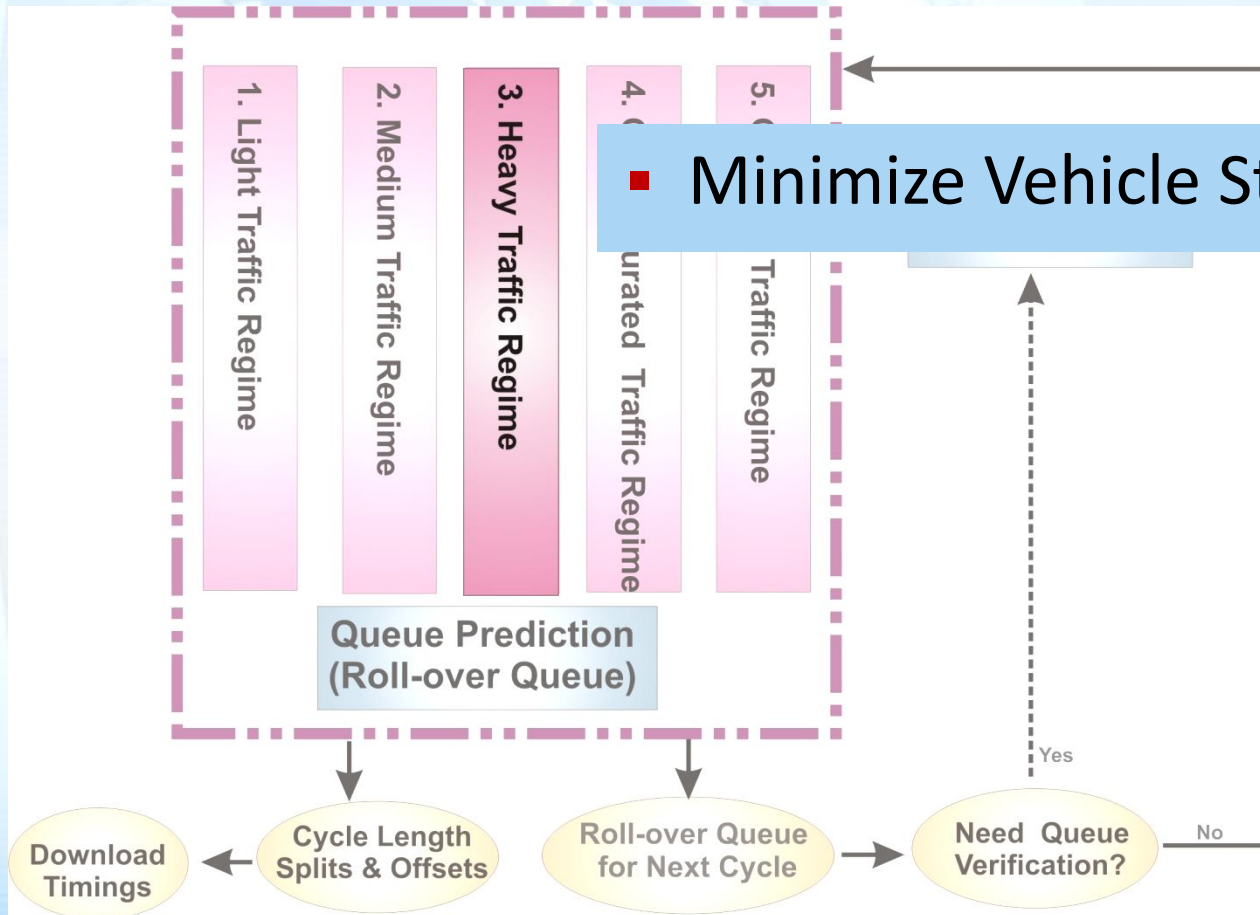 1. Light Traffic Regime
2. Medium Traffic Regime
3. Heavy Traffic Regime
4. Traffic Regime
5. Traffic Regime
▪ Minimize Vehicle
Queue Prediction
(Roll-over Queue)
Yes
Download
Timings
Cycle Length
Splits & Offsets
Roll-over Queue
for Next Cycle
Need Queue
Verification?
No